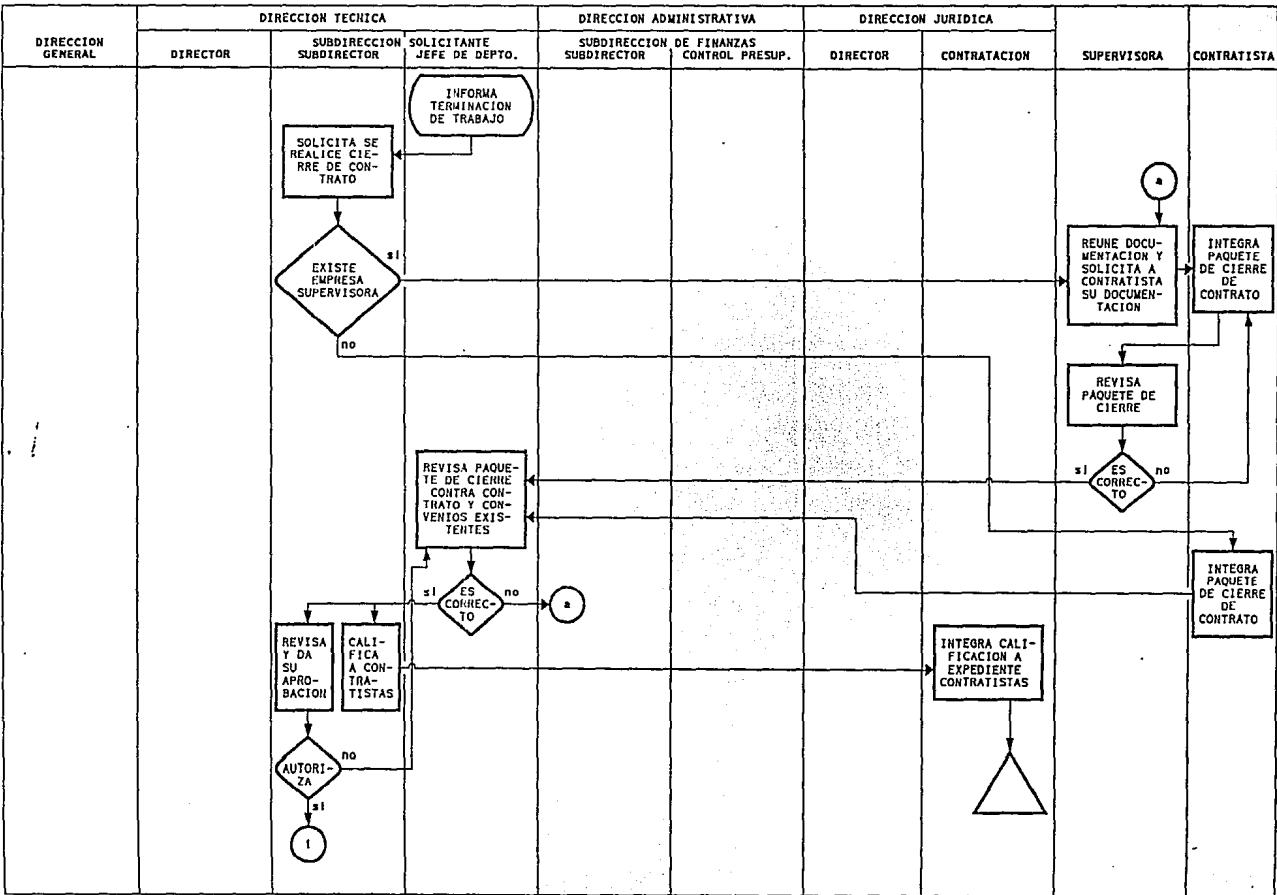 DIRECCION TECNICA
DIRECCION ADMINISTRATIVA
DIRECCION JURIDICA
DIRECCION
GENERAL
DIRECTOR
SUBDIRECCION SOLICITANTE
SUBDIRECTOR
JEFE DE DEPTO.
SUBDIRECCION DE FINANZAS
SUBDIRECTOR
CONTROL PRESUP.
DIRECTOR
CONTRATACION
SUPERVISORA
CONTRATISTA
INFORMA
TERMINACION
DE TRABAJO
SOLICITA SE
REALICE CIE-
RRE DE CON-
TRATO
a
EXISTE
EMPRESA
SUPERVISORA
si
no
REUNE DOCU-
MENTACION Y
SOLICITA A
CONTRATISTA
SU DOCUMEN-
TACION
INTEGRA
PAQUETE
DE CIERRE
DE
CONTRATO
REVISA
PAQUETE DE
CIERRE
si
ES
CORREC-
TO
no
REVISA PAQUE-
TE DE CIERRE
CONTRA CON-
TRATO Y CON-
VENIOS EXIS-
TENTES
INTEGRA
PAQUETE
DE CIERRE
DE
CONTRATO
si
ES
CORREC-
TO
no
a
REVISA
Y DA
SU
APRO-
BACION
CALI-
FICA
A CON-
TRA-
TISTAS
INTEGRA CALI-
FICACION A
EXPEDIENTE
CONTRATISTAS
AUTORI-
ZA
no
si
1